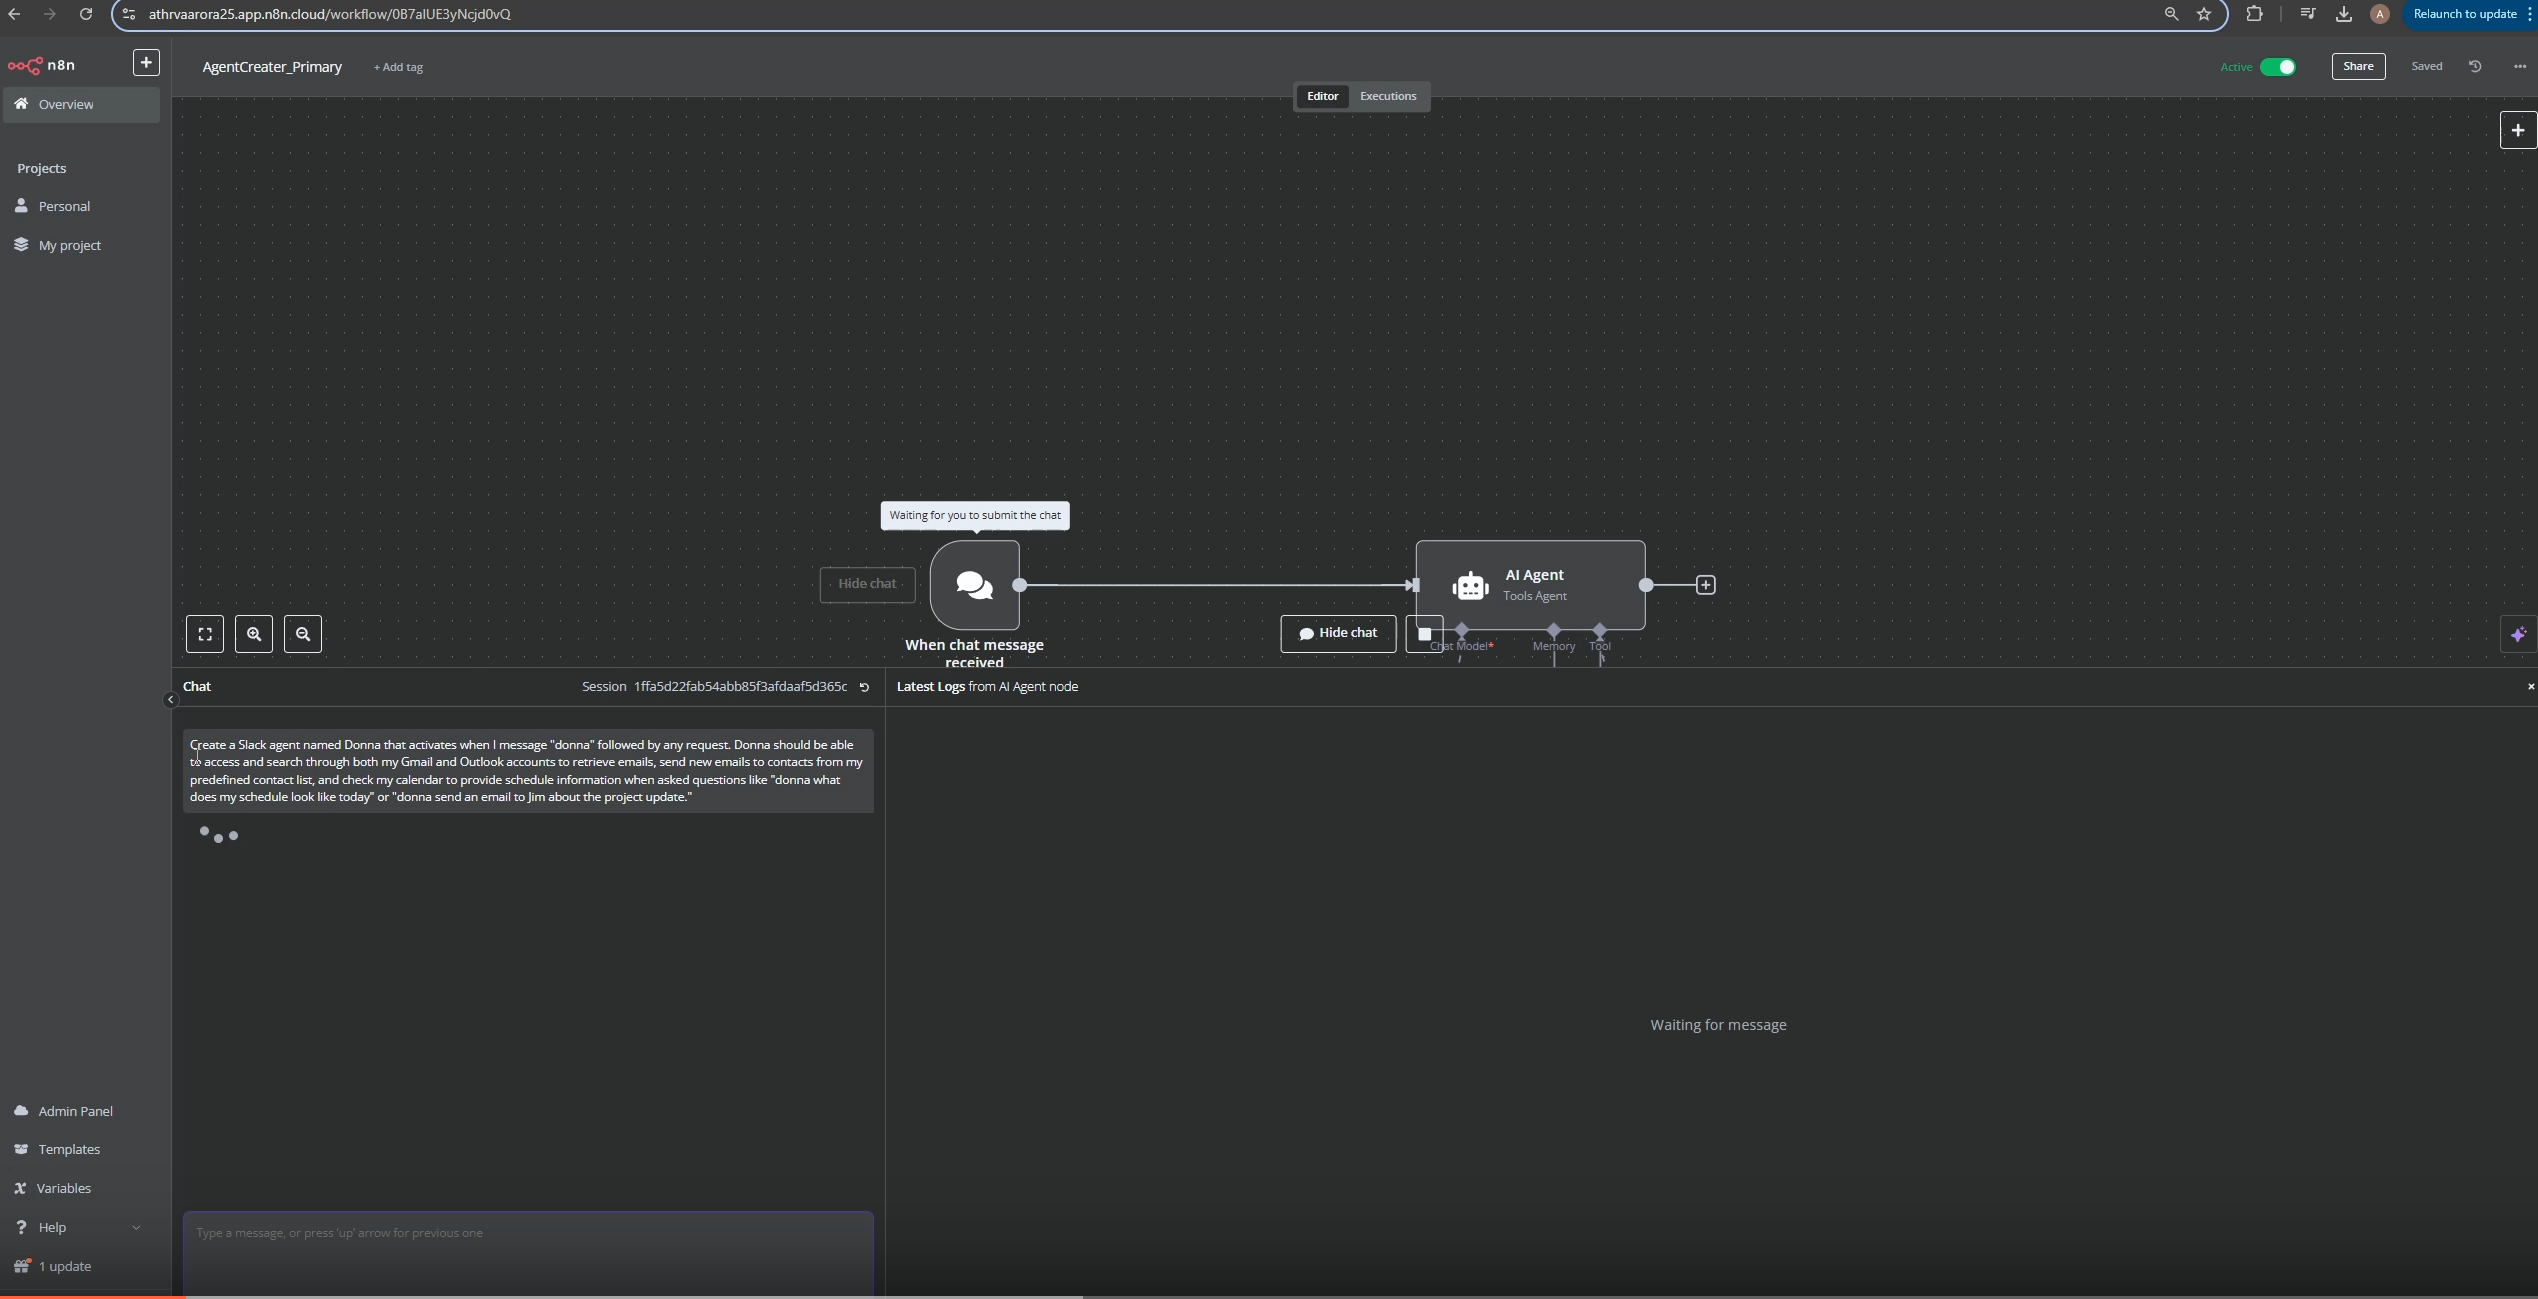 athrvaarora25.app.n8n.cloud/workflow/0B7alUE3yNcjd0vQ
A
Relaunch to update
n8n
AgentCreater_Primary
+ Add tag
Active
Share
Saved
Editor
Executions
Overview
Projects
Personal
My project
Waiting for you to submit the chat
Hide chat
AI Agent
Tools Agent
Hide chat
When chat message
received
Chat Model*
Memory
Tool
Chat
Session 1ffa5d22fab54abb85f3afdaaf5d365c
Latest Logs from AI Agent node
Create a Slack agent named Donna that activates when I message "donna" followed by any request. Donna should be able
to access and search through both my Gmail and Outlook accounts to retrieve emails, send new emails to contacts from my
predefined contact list, and check my calendar to provide schedule information when asked questions like "donna what
does my schedule look like today" or "donna send an email to Jim about the project update."
Waiting for message
Admin Panel
Templates
Variables
Help
1 update
Type a message, or press 'up' arrow for previous one